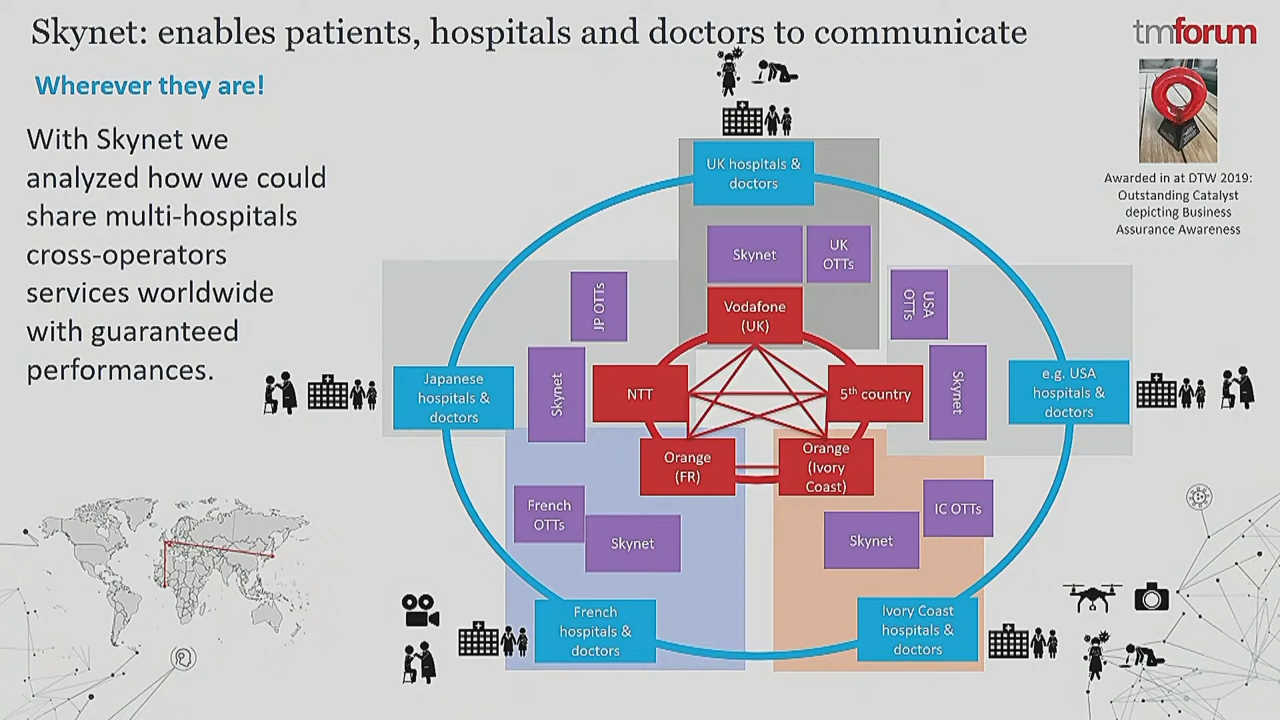 Skynet: enables patients, hospitals and doctors to communicate
tmforum
Wherever they are!
With Skynet we
analyzed how we could
share multi-hospitals
cross-operators
services worldwide
with guaranteed
performances.
Awarded in at DTW 2019:
Outstanding Catalyst
depicting Business
Assurance Awareness
UK hospitals &
doctors
Skynet
UK
OTTs
JP OTTs
USA
OTTs
Vodafone
(UK)
Japanese
hospitals &
doctors
Skynet
NTT
5th country
Skynet
e.g. USA
hospitals &
doctors
Orange
(FR)
Orange
(Ivory
Coast)
French
OTTs
Skynet
Skynet
IC OTTs
French
hospitals &
doctors
Ivory Coast
hospitals &
doctors